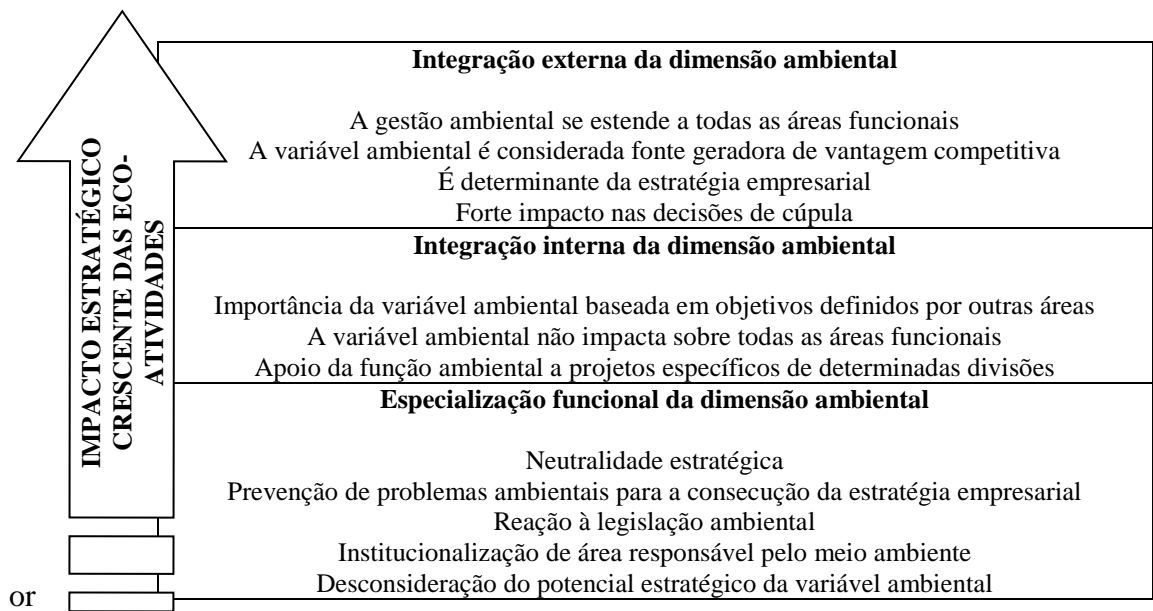 IMPACTO ESTRATÉGICO
CRESCENTE DAS ECO-
ATIVIDADES
Integração externa da dimensão ambiental
A gestão ambiental se estende a todas as áreas funcionais
A variável ambiental é considerada fonte geradora de vantagem competitiva
É determinante da estratégia empresarial
Forte impacto nas decisões de cúpula
Integração interna da dimensão ambiental
Importância da variável ambiental baseada em objetivos definidos por outras áreas
A variável ambiental não impacta sobre todas as áreas funcionais
Apoio da função ambiental a projetos específicos de determinadas divisões
Especialização funcional da dimensão ambiental
Neutralidade estratégica
Prevenção de problemas ambientais para a consecução da estratégia empresarial
Reação à legislação ambiental
Institucionalização de área responsável pelo meio ambiente
Desconsideração do potencial estratégico da variável ambiental
or